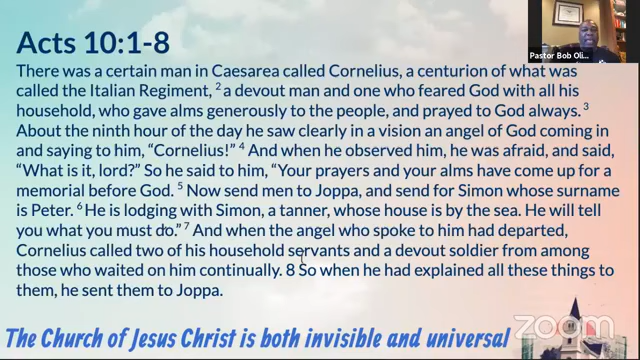 Acts 10:1-8
There was a certain man in Caesarea called Cornelius, a centurion of what was
called the Italian Regiment, 2 a devout man and one who feared God with all his
household, who gave alms generously to the people, and prayed to God always. 3
About the ninth hour of the day he saw clearly in a vision an angel of God coming in
and saying to him, “Cornelius!” 4 And when he observed him, he was afraid, and said,
“What is it, lord?” So he said to him, “Your prayers and your alms have come up for a
memorial before God. 5 Now send men to Joppa, and send for Simon whose surname
is Peter. 6 He is lodging with Simon, a tanner, whose house is by the sea. He will tell
you what you must do.” 7 And when the angel who spoke to him had departed,
Cornelius called two of his household servants and a devout soldier from among
those who waited on him continually. 8 So when he had explained all these things to
them, he sent them to Joppa.
The Church of Jesus Christ is both invisible and universal
Pastor Bob Oli...
zoom